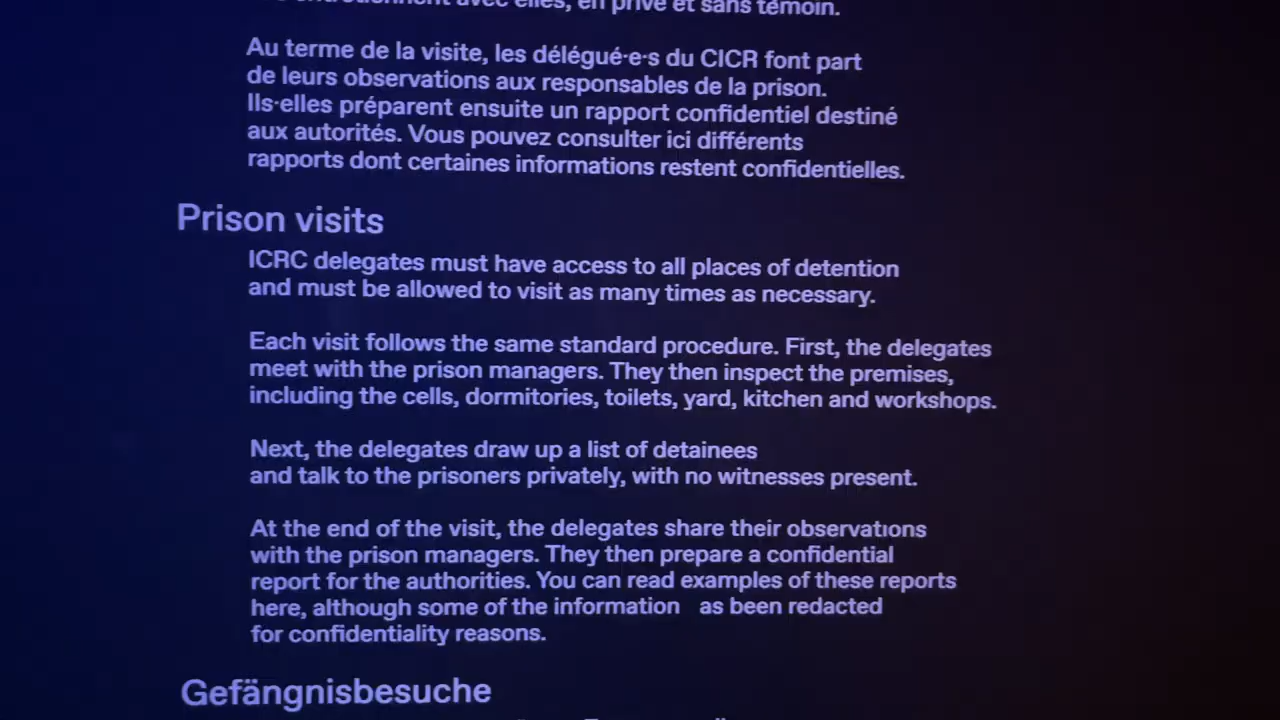 avec elles, en privé et sans témoin.
Au terme de la visite, les délégué·e·s du CICR font part
de leurs observations aux responsables de la prison.
Ils·elles préparent ensuite un rapport confidentiel destiné
aux autorités. Vous pouvez consulter ici différents
rapports dont certaines informations restent confidentielles.
Prison visits
ICRC delegates must have access to all places of detention
and must be allowed to visit as many times as necessary.
Each visit follows the same standard procedure. First, the delegates
meet with the prison managers. They then inspect the premises,
including the cells, dormitories, toilets, yard, kitchen and workshops.
Next, the delegates draw up a list of detainees
and talk to the prisoners privately, with no witnesses present.
At the end of the visit, the delegates share their observations
with the prison managers. They then prepare a confidential
report for the authorities. You can read examples of these reports
here, although some of the information as been redacted
for confidentiality reasons.
Gefängnisbesuche